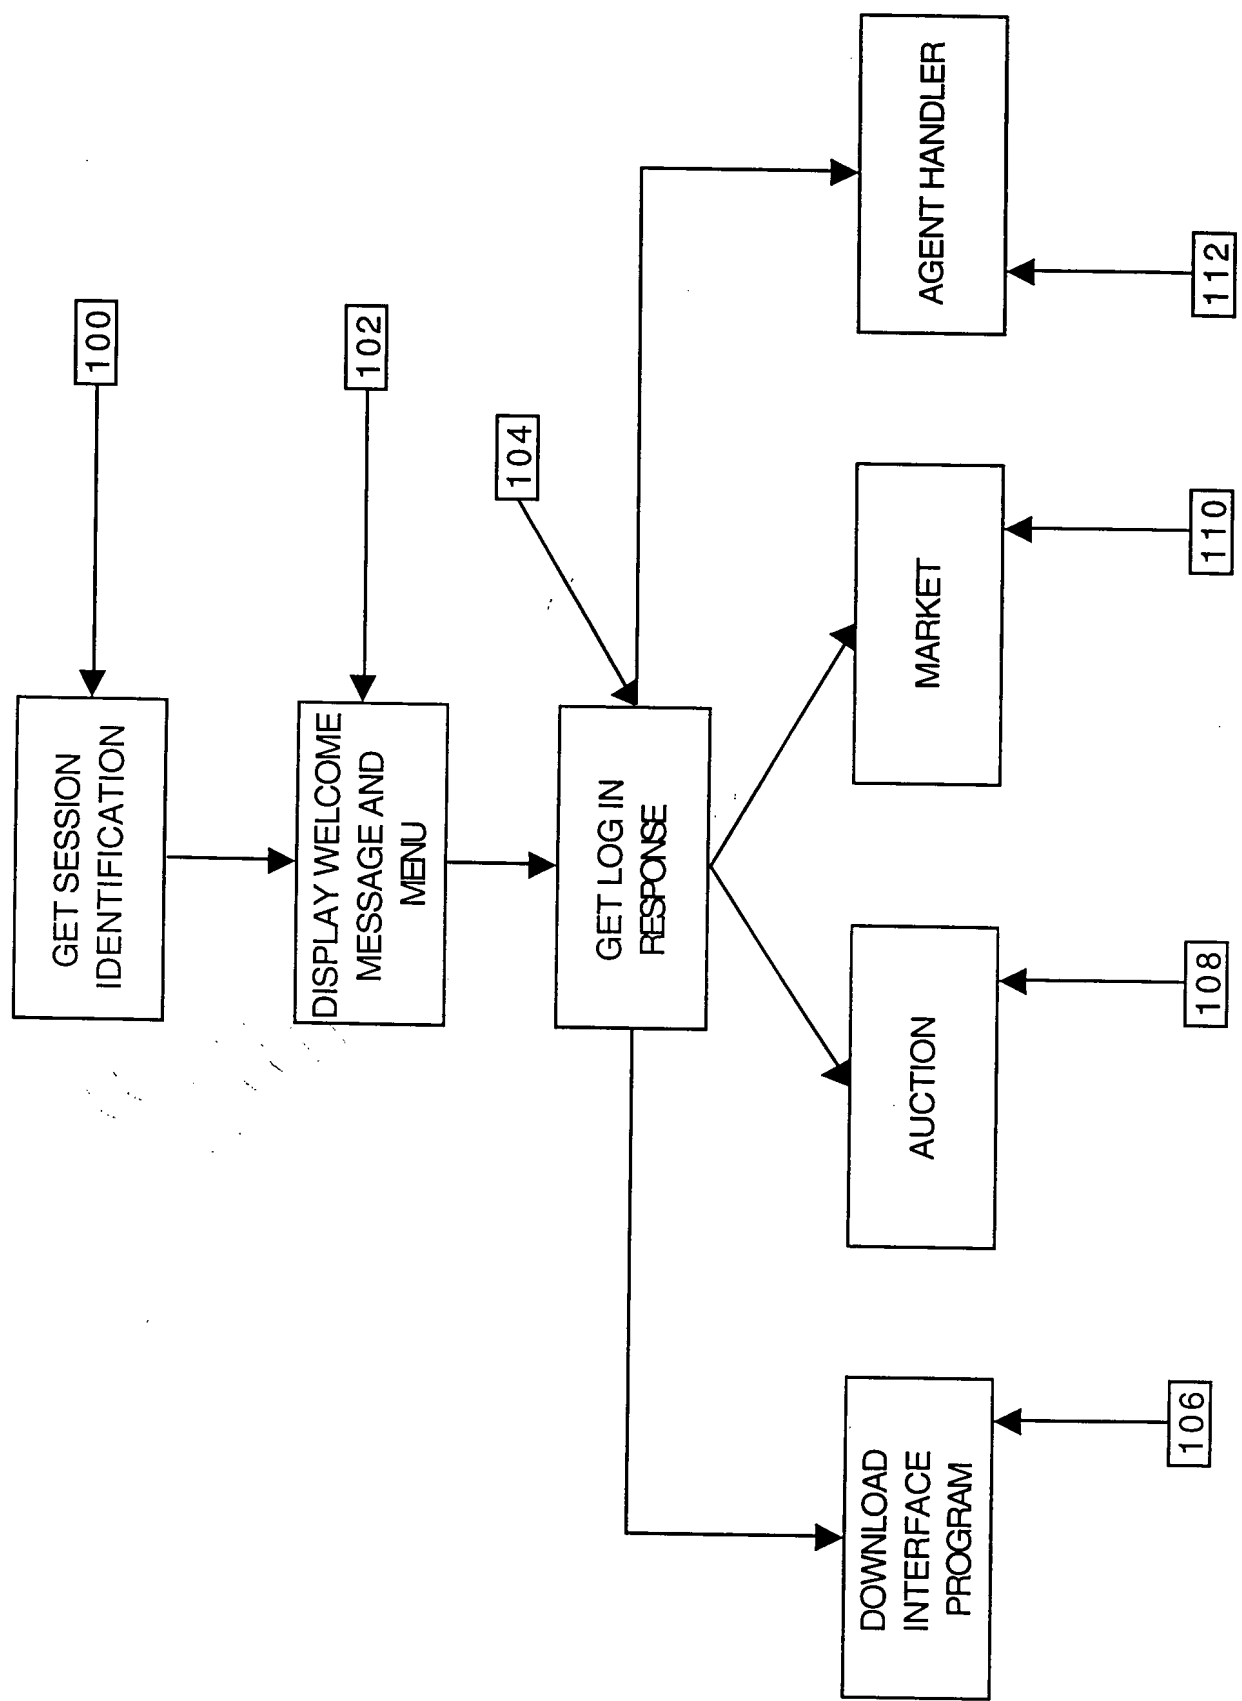 GET SESSION
IDENTIFICATION
100
DISPLAY WELCOME
MESSAGE AND
MENU
102
GET LOG IN
RESPONSE
104
DOWNLOAD
INTERFACE
PROGRAM
AUCTION
MARKET
AGENT HANDLER
106
108
110
112